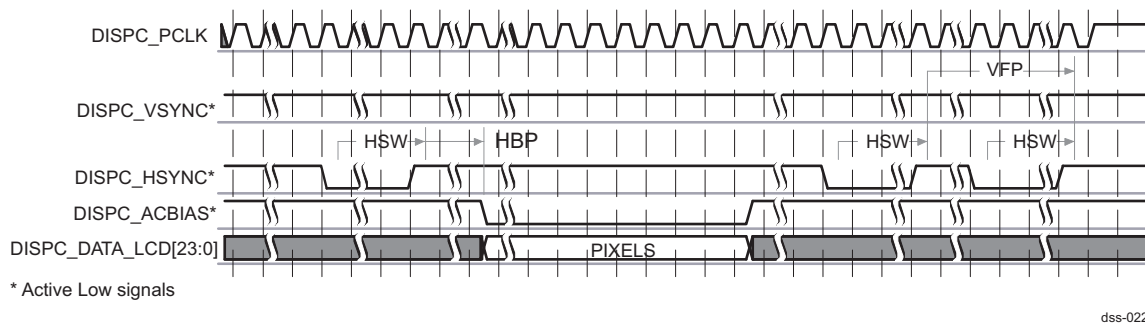 DISPC_PCLK
VFP
DISPC_VSYNC*
HSW HBP HSW HSW
DISPC_HSYNC*
DISPC_ACBIAS*
DISPC_DATA_LCD[23:0] PIXELS
* Active Low signals
dss-022